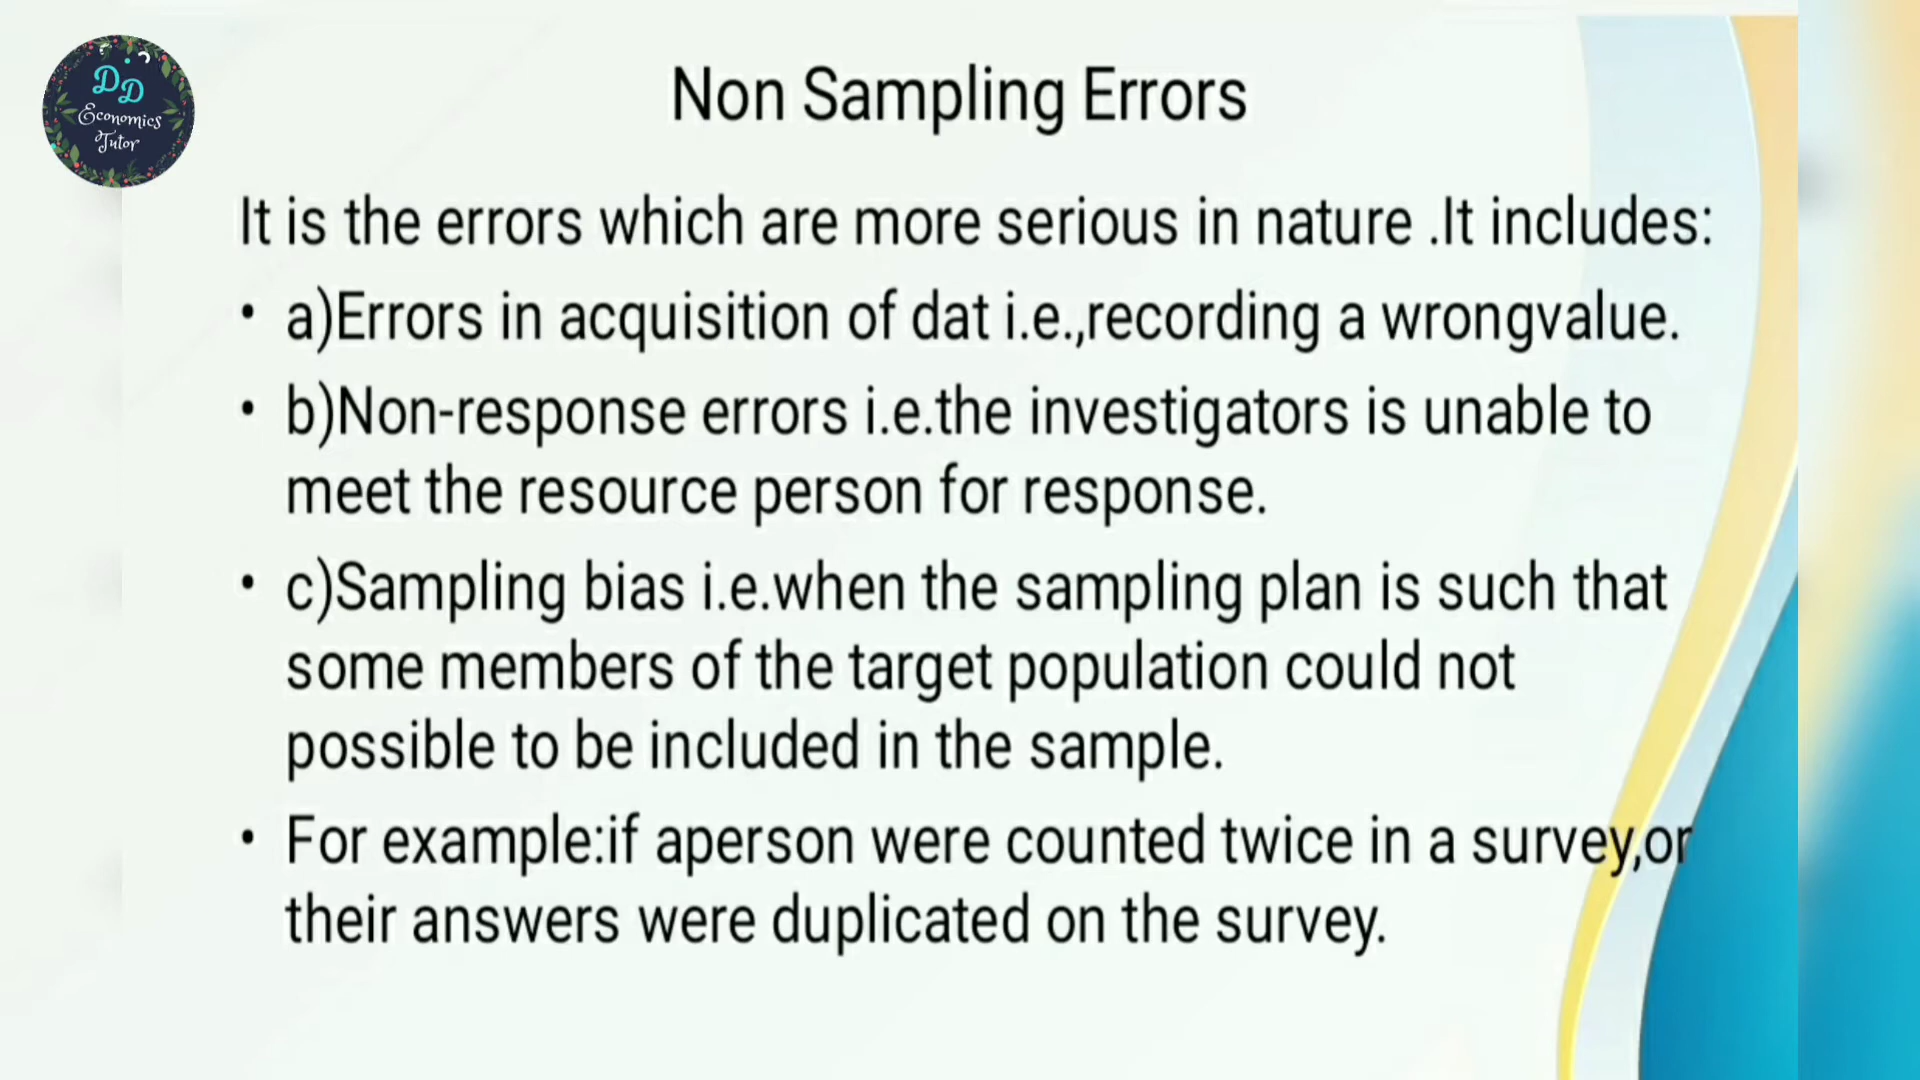 DD
Economics
Tutor
Non Sampling Errors
It is the errors which are more serious in nature .It includes:
• a)Errors in acquisition of dat i.e.,recording a wrongvalue.
• b)Non-response errors i.e.the investigators is unable to
meet the resource person for response.
• c)Sampling bias i.e.when the sampling plan is such that
some members of the target population could not
possible to be included in the sample.
• For example:if aperson were counted twice in a survey,or
their answers were duplicated on the survey.